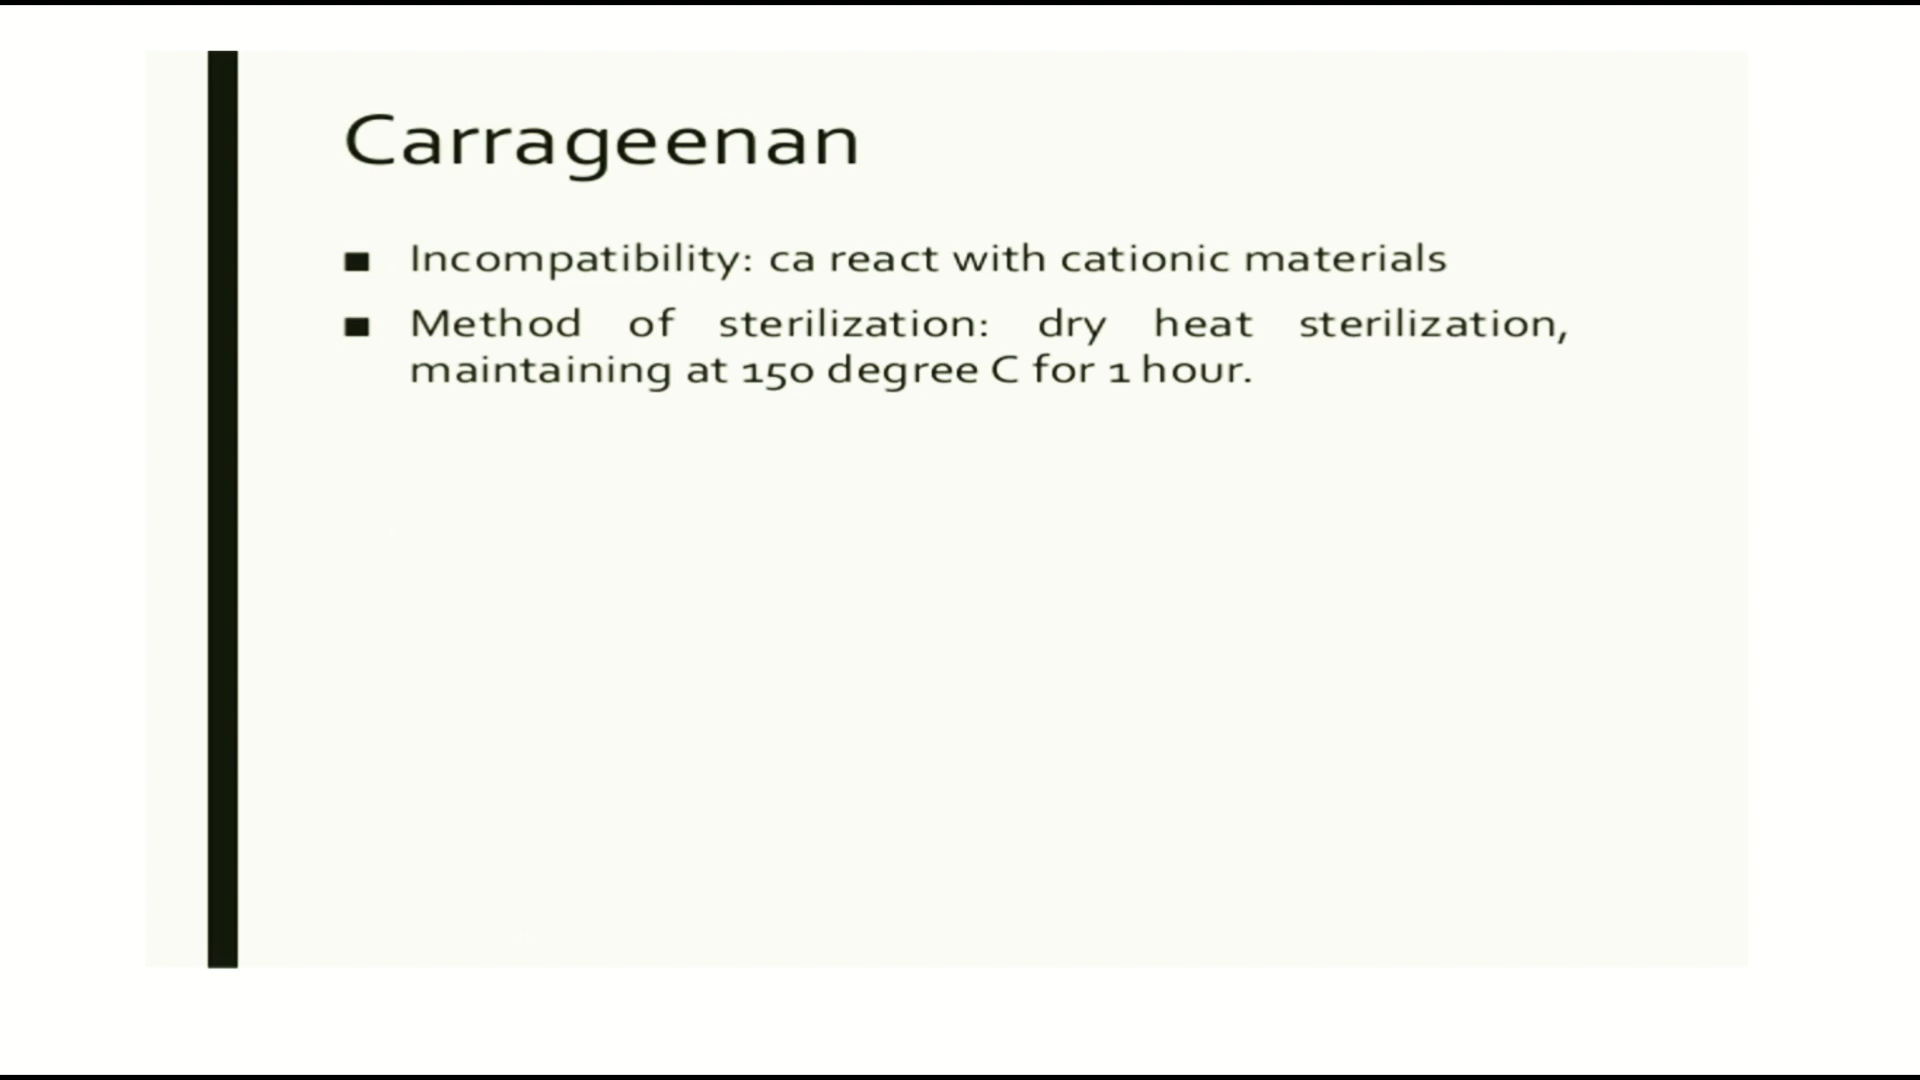 Carrageenan
Incompatibility: ca react with cationic materials
Method of sterilization: dry heat sterilization,
maintaining at 150 degree C for 1 hour.